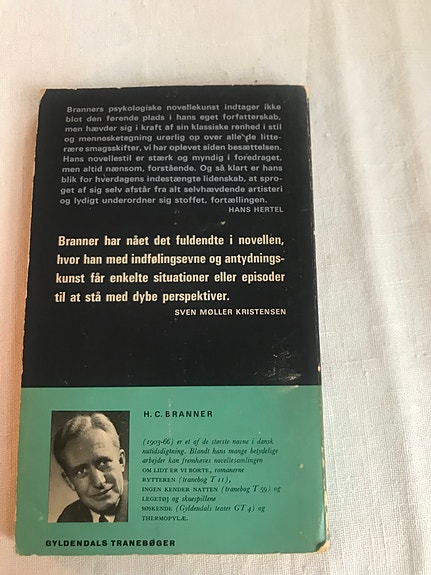 Branners psykologiske novellekunst indtager ikke
blot den førende plads i hans eget forfatterskab,
men hævder sig i kraft af sin klassiske renhed i stil
og mennesketegning urørlig op over alle de litte-
rære smagsskifter, vi har oplevet siden besættelsen.
Hans novellestil er stærk og myndig i foredraget,
men altid nænsom, forstående. Og så klart er hans
blik for hverdagens indestængte lidenskab, at spro-
get af sig selv afstår fra alt selvhævdende artisteri
og lydigt underordner sig stoffet, fortællingen.
HANS HERTEL
Branner har nået det fuldendte i novellen,
hvor han med indfølingsevne og antydnings-
kunst får enkelte situationer eller episoder
til at stå med dybe perspektiver.
SVEN MØLLER KRISTENSEN
H. C. BRANNER
(1903-66) er et af de største navne i dansk
nutidsdigtning. Blandt hans mange betydelige
arbejder kan fremhæves novellesamlingen
OM LIDT ER VI BORTE, romanerne
RYTTEREN (tranebog T 11),
INGEN KENDER NATTEN (tranebog T 59) og
LEGETØJ og skuespillene
SØSKENDE (Gyldendals teater GT 4) og
THERMOPYLÆ.
GYLDENDALS TRANEBØGER